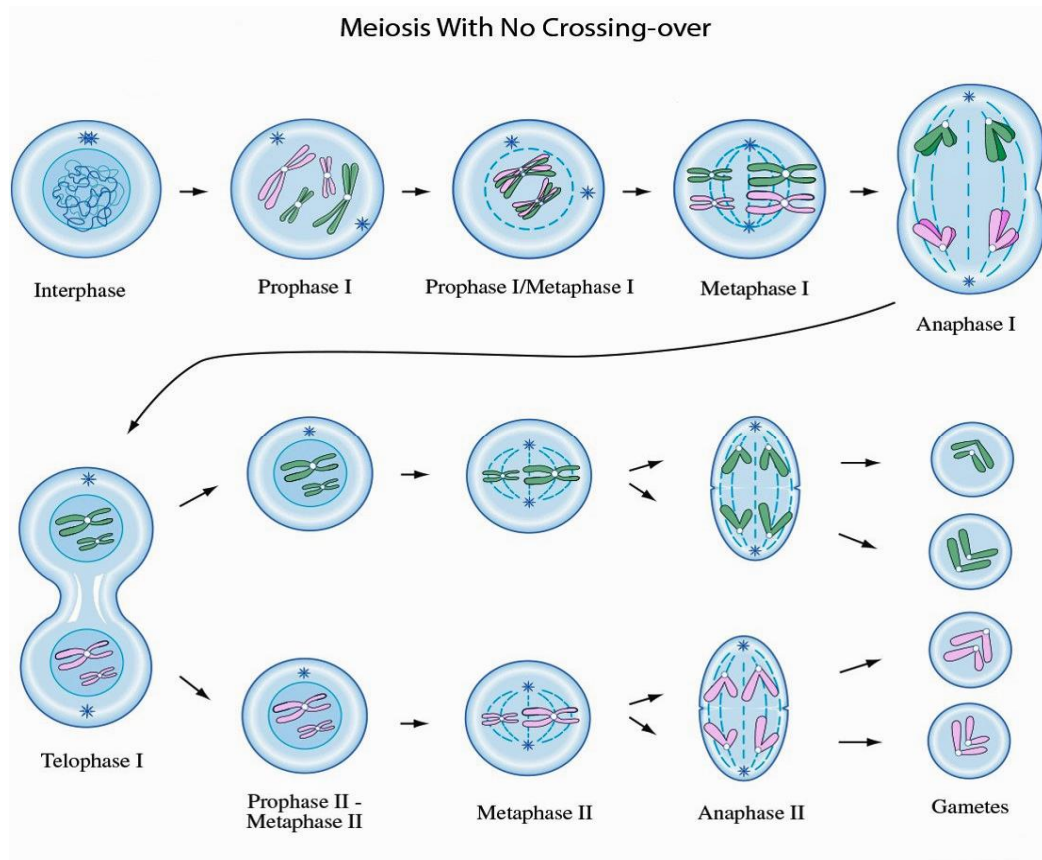 Meiosis With No Crossing-over
Interphase
Prophase I
Prophase I/Metaphase I
Metaphase I
Anaphase I
Telophase I
Prophase II -
Metaphase II
Metaphase II
Anaphase II
Gametes